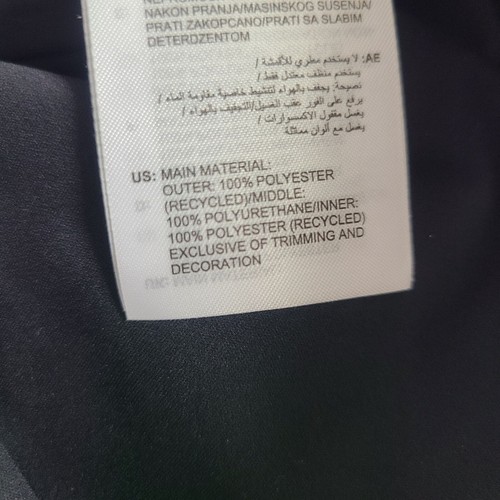 NAKON PRANJA/MASINSKOG SUSENJA/
PRATI ZAKOPCANO/PRATI SA SLABIM
DETERDZENTOM
AE: لا يستخدم مطري للأقمشة /
يستخدم منظف معتدل فقط /
نصيحة: يجفف بالهواء لتنشيط خاصية مقاومة الماء /
يرفع على الفور عقب الغسيل/التجفيف بالهواء /
يغسل مقفول الاكسسوارات /
يغسل مع ألوان مماثلة
US: MAIN MATERIAL:
OUTER: 100% POLYESTER
(RECYCLED)/MIDDLE:
100% POLYURETHANE/INNER:
100% POLYESTER (RECYCLED)
EXCLUSIVE OF TRIMMING AND
DECORATION